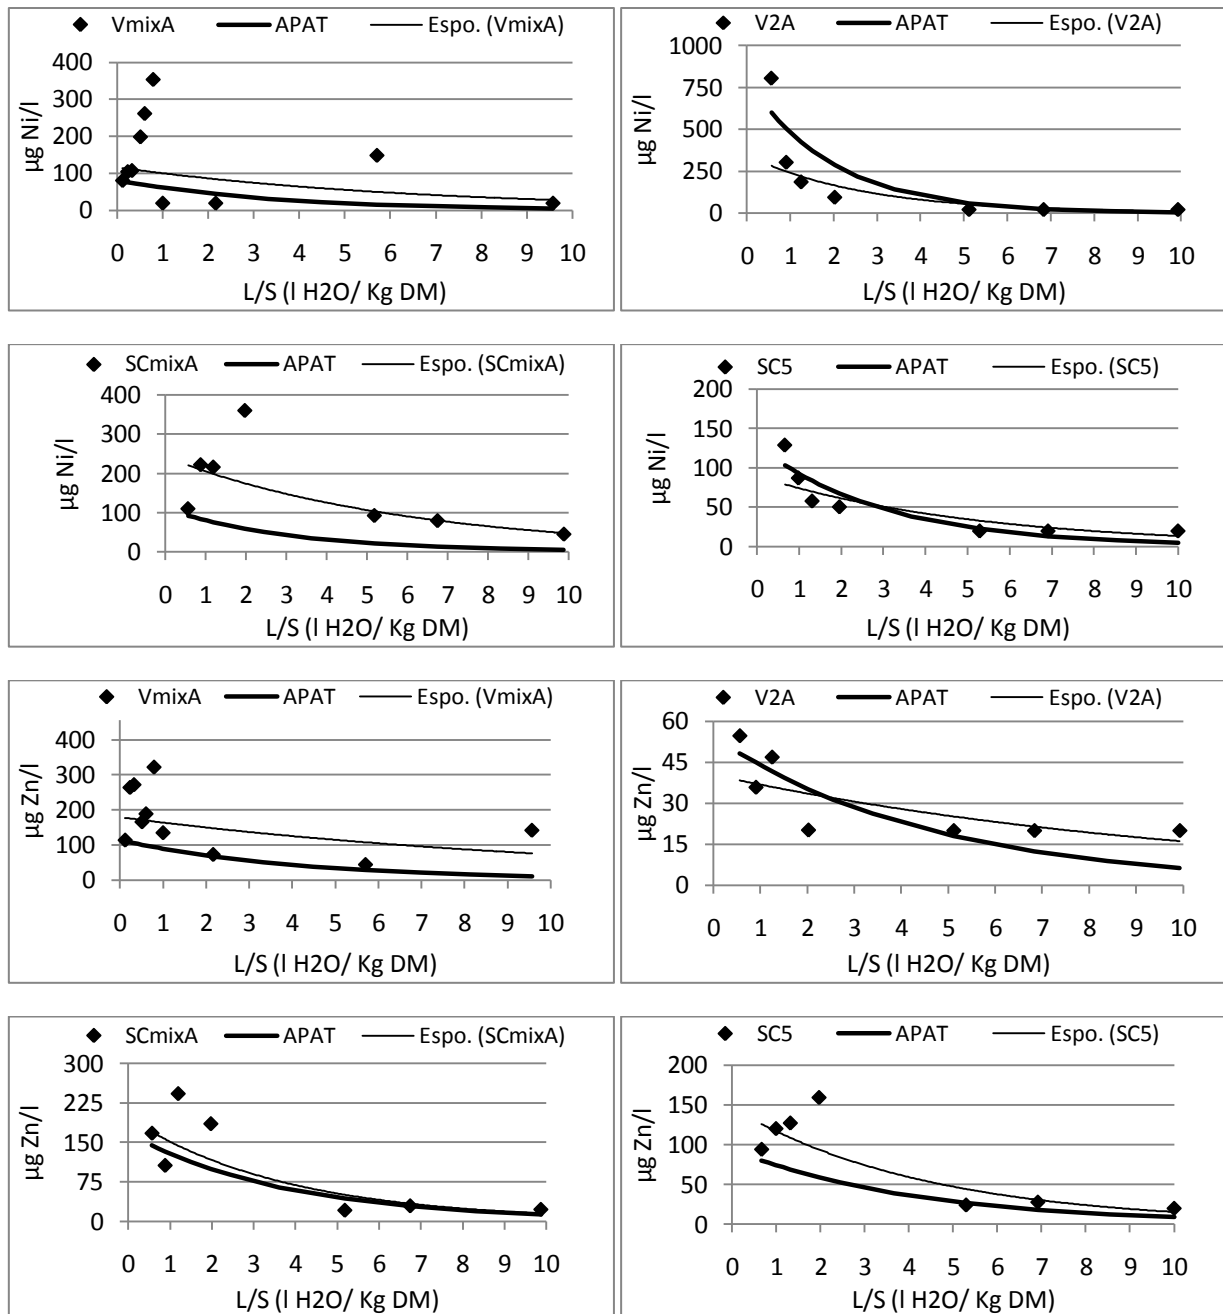 VmixA APAT Espo. (VmixA)
µg Ni/l
400
300
200
100
0
0 1 2 3 4 5 6 7 8 9 10
L/S (l H2O/ Kg DM)
V2A APAT Espo. (V2A)
µg Ni/l
1000
750
500
250
0
0 1 2 3 4 5 6 7 8 9 10
L/S (l H2O/ Kg DM)
SCmixA APAT Espo. (SCmixA)
µg Ni/l
400
300
200
100
0
0 1 2 3 4 5 6 7 8 9 10
L/S (l H2O/ Kg DM)
SC5 APAT Espo. (SC5)
µg Ni/l
200
150
100
50
0
0 1 2 3 4 5 6 7 8 9 10
L/S (l H2O/ Kg DM)
VmixA APAT Espo. (VmixA)
µg Zn/l
400
300
200
100
0
0 1 2 3 4 5 6 7 8 9 10
L/S (l H2O/ Kg DM)
V2A APAT Espo. (V2A)
µg Zn/l
60
45
30
15
0
0 1 2 3 4 5 6 7 8 9 10
L/S (l H2O/ Kg DM)
SCmixA APAT Espo. (SCmixA)
µg Zn/l
300
225
150
75
0
0 1 2 3 4 5 6 7 8 9 10
L/S (l H2O/ Kg DM)
SC5 APAT Espo. (SC5)
µg Zn/l
200
150
100
50
0
0 1 2 3 4 5 6 7 8 9 10
L/S (l H2O/ Kg DM)